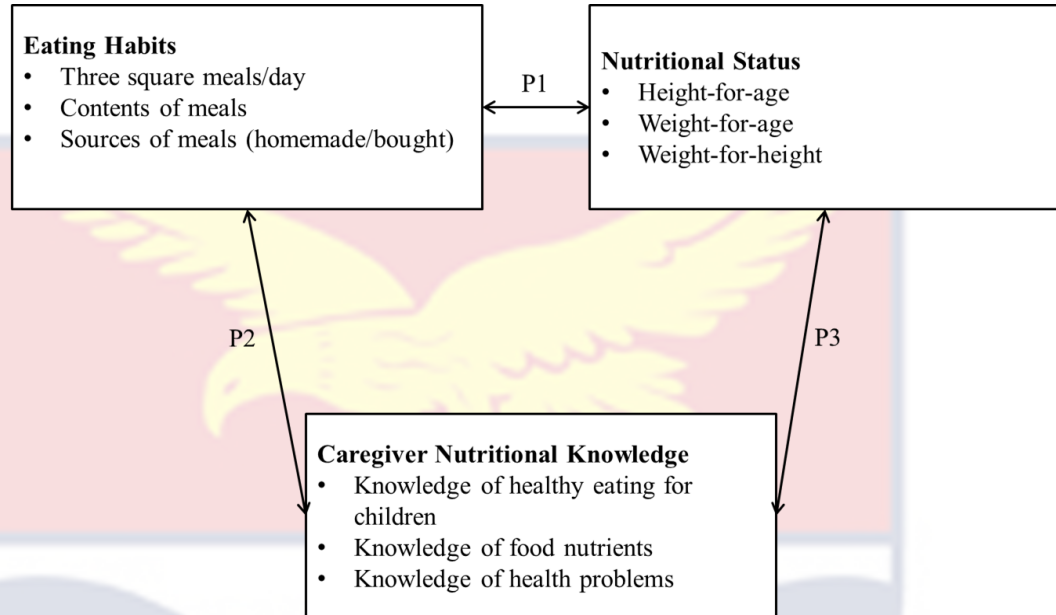 Eating Habits
• Three square meals/day
• Contents of meals
• Sources of meals (homemade/bought)
P1
Nutritional Status
• Height-for-age
• Weight-for-age
• Weight-for-height
P2
P3
Caregiver Nutritional Knowledge
• Knowledge of healthy eating for
children
• Knowledge of food nutrients
• Knowledge of health problems